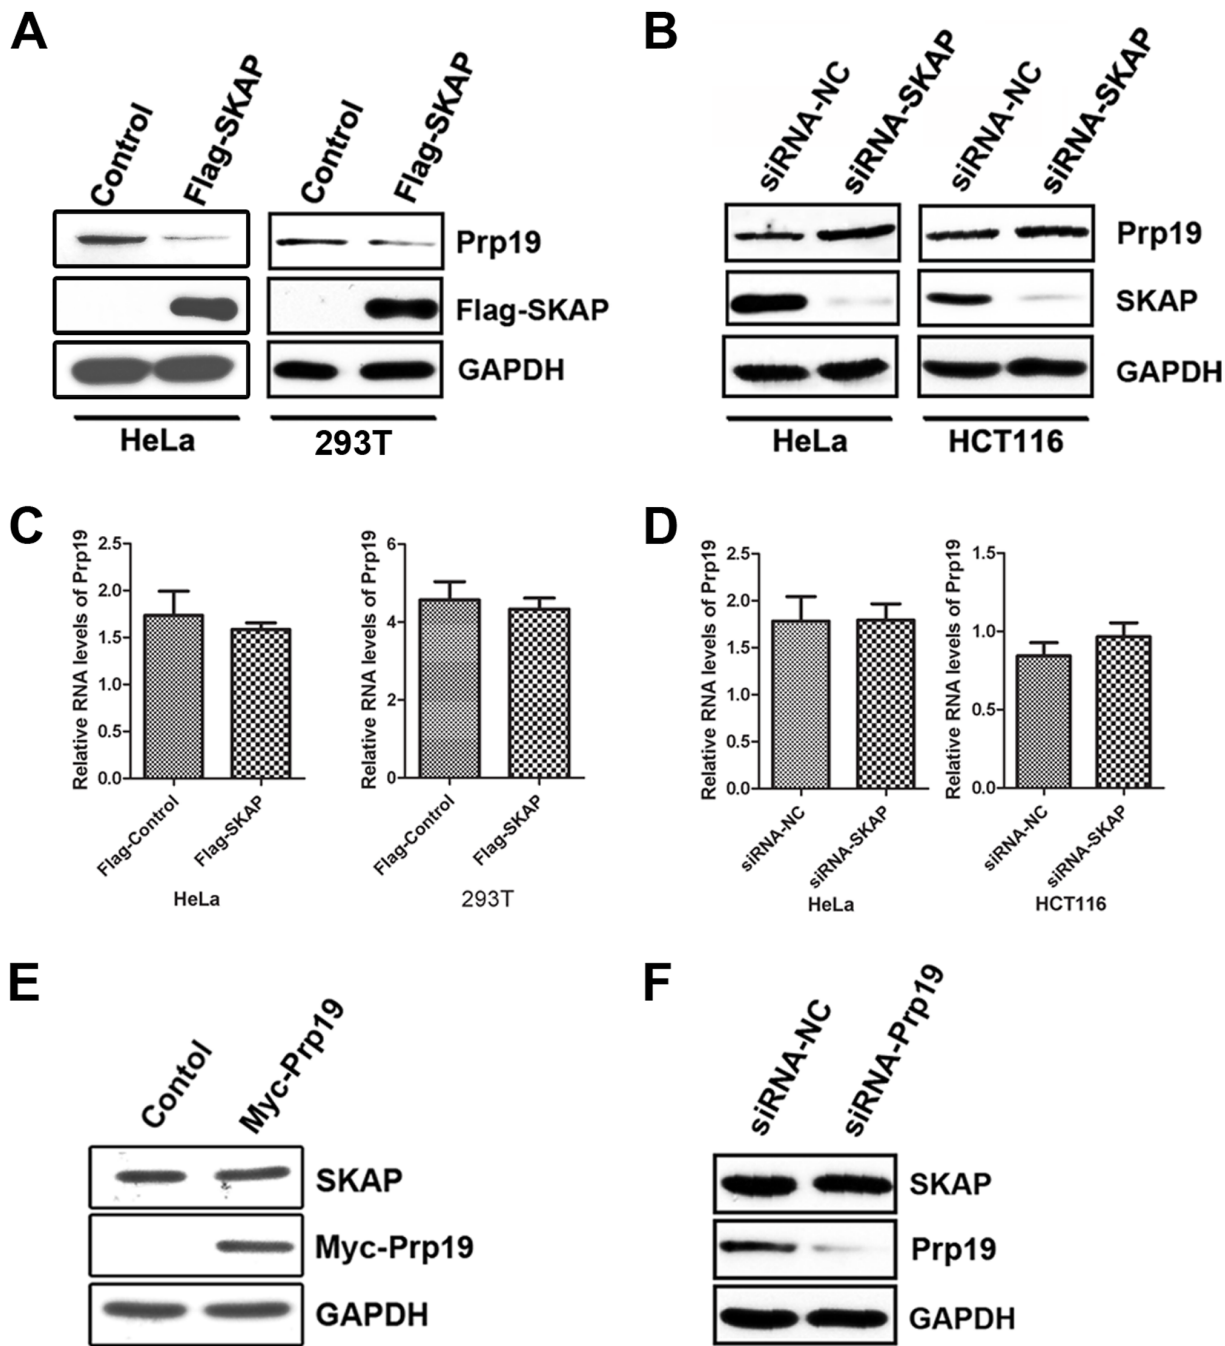 A
Control
Flag-SKAP
Control
Flag-SKAP
Prp19
Flag-SKAP
GAPDH
HeLa
293T
B
siRNA-NC
siRNA-SKAP
siRNA-NC
siRNA-SKAP
Prp19
SKAP
GAPDH
HeLa
HCT116
C
Relative RNA levels of Prp19
2.5
2.0
1.5
1.0
0.5
0.0
Flag-Control
Flag-SKAP
HeLa
Relative RNA levels of Prp19
6
4
2
0
Flag-Control
Flag-SKAP
293T
D
Relative RNA levels of Prp19
2.5
2.0
1.5
1.0
0.5
0.0
siRNA-NC
siRNA-SKAP
HeLa
Relative RNA levels of Prp19
1.5
1.0
0.5
0.0
siRNA-NC
siRNA-SKAP
HCT116
E
Contol
Myc-Prp19
SKAP
Myc-Prp19
GAPDH
F
siRNA-NC
siRNA-Prp19
SKAP
Prp19
GAPDH